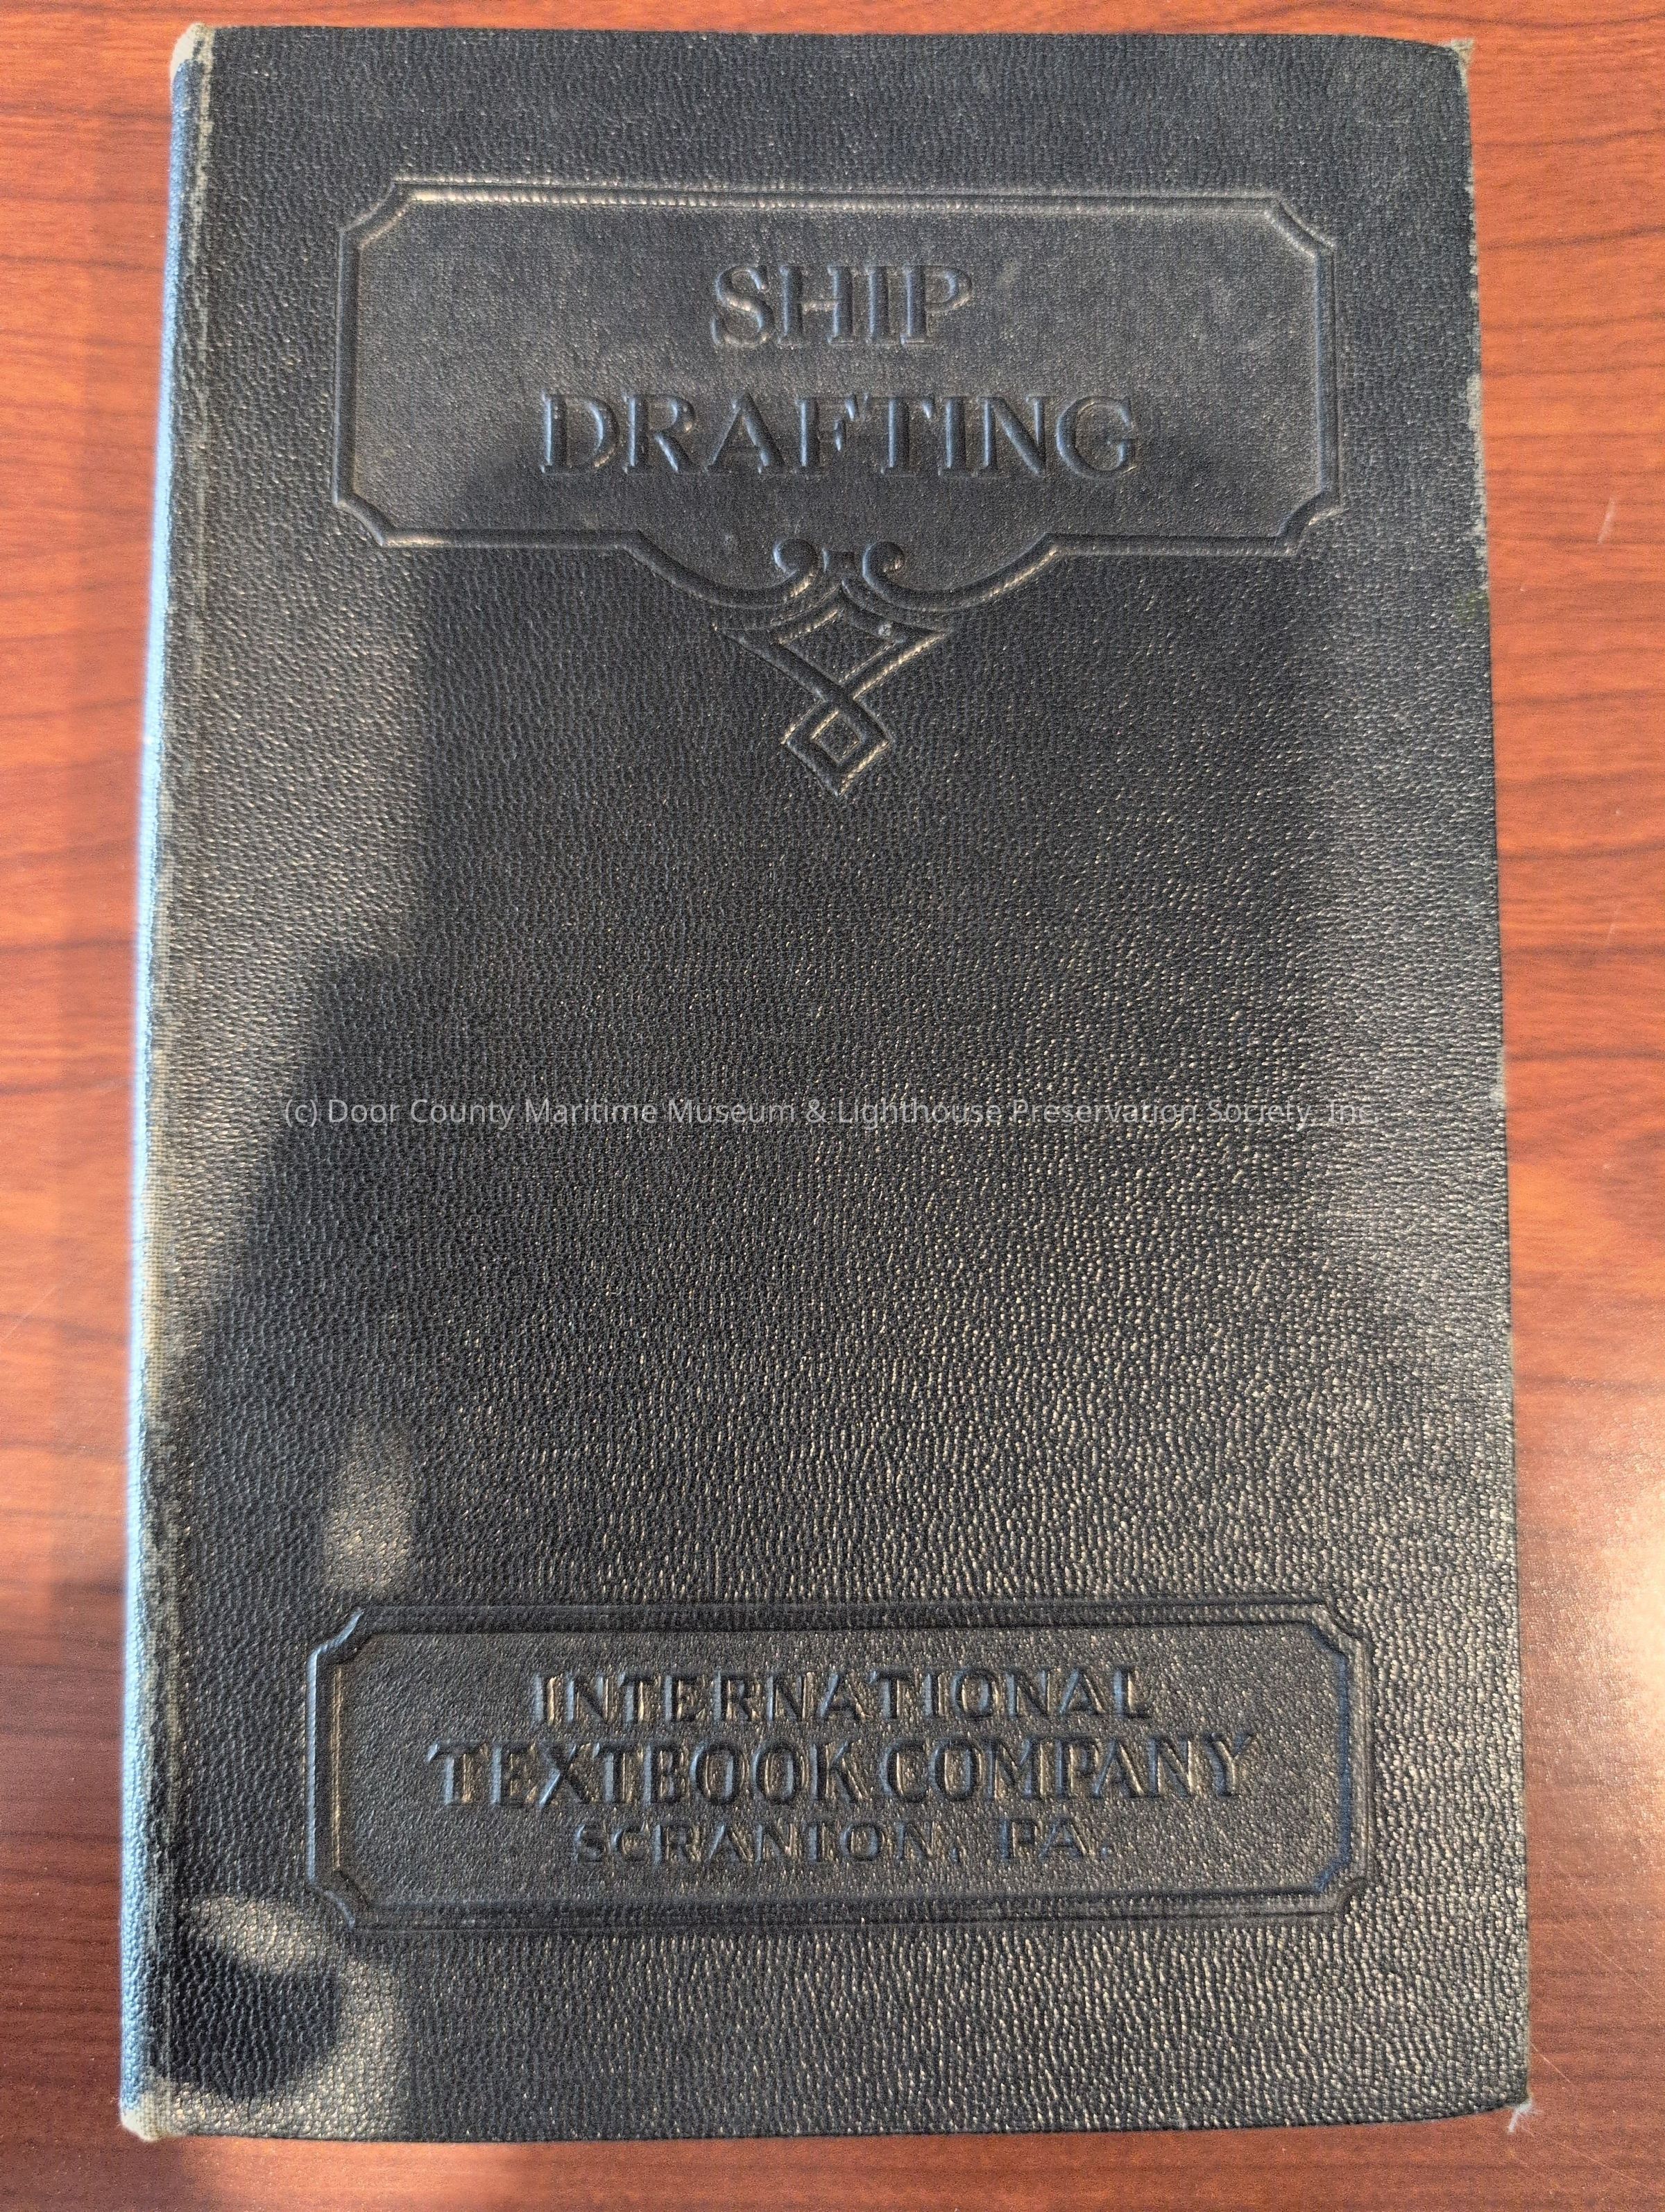 SHIP
DRAFTING
(c) Door County Maritime Museum & Lighthouse Preservation Society, Inc.
INTERNATIONAL
TEXTBOOK COMPANY
SCRANTON, PA.